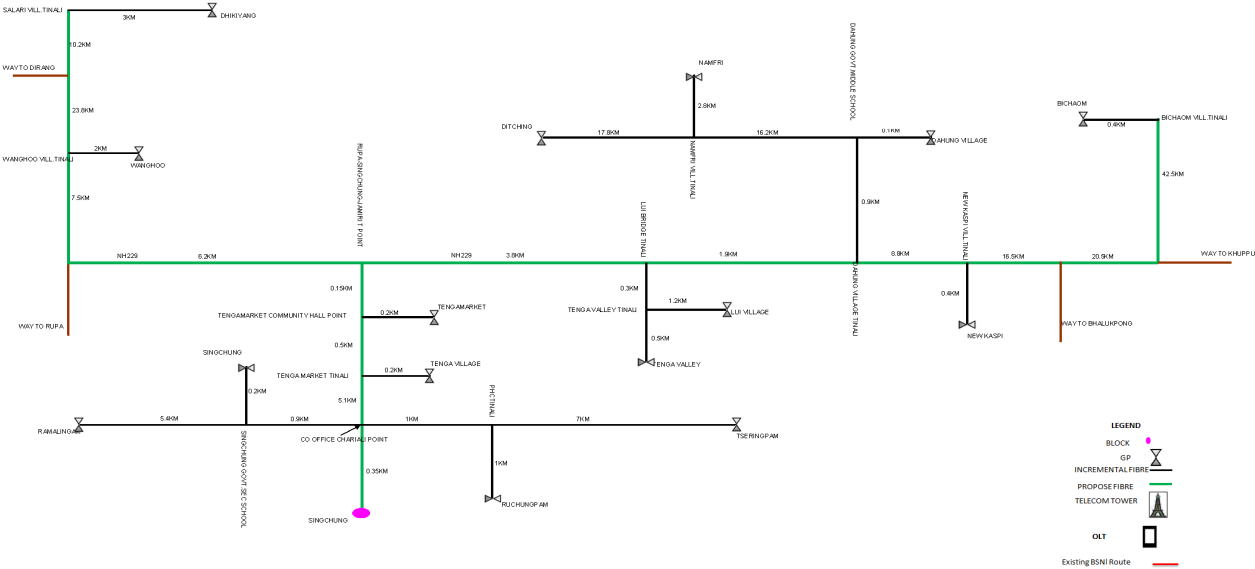 SALARI VILL.TINALI
3KM
DHIKIYANG
10.2KM
WAY TO DIRANG
23.8KM
WANGHOO VILL.TINALI
2KM
WANGHOO
7.5KM
NH229
6.2KM
WAY TO RUPA
RUPA-SINGCHUNG-JAMIRI T POINT
NH229
3.8KM
0.15KM
TENGAMARKET COMMUNITY HALL POINT
0.2KM
TENGAMARKET
0.5KM
TENGA MARKET TINALI
0.2KM
TENGA VILLAGE
5.1KM
SINGCHUNG
0.2KM
RAMALINGAM
5.4KM
0.9KM
1KM
7KM
TSERINGPAM
SINGCHUNG GOVT.SEC SCHOOL
CO OFFICE CHARIALI POINT
PHC TINALI
1KM
RUCHUNGPAM
0.35KM
SINGCHUNG
DITCHING
17.8KM
NAMFRI
2.8KM
NAMFRI VILL.TINALI
16.2KM
DAHUNG GOVT.MIDDLE SCHOOL
0.1KM
DAHUNG VILLAGE
0.9KM
LUI BRIDGE TINALI
1.9KM
0.3KM
TENGA VALLEY TINALI
1.2KM
LUI VILLAGE
0.5KM
TENGA VALLEY
DAHUNG VILLAGE TINALI
8.8KM
NEW KASPI VILL.TINALI
0.4KM
NEW KASPI
16.5KM
20.5KM
WAY TO KHUPPU
WAY TO BHALUKPONG
BICHAOM
0.4KM
BICHAOM VILL.TINALI
42.5KM
LEGEND
BLOCK
GP
INCREMENTAL FIBRE
PROPOSE FIBRE
TELECOM TOWER
OLT
Existing BSNl Route